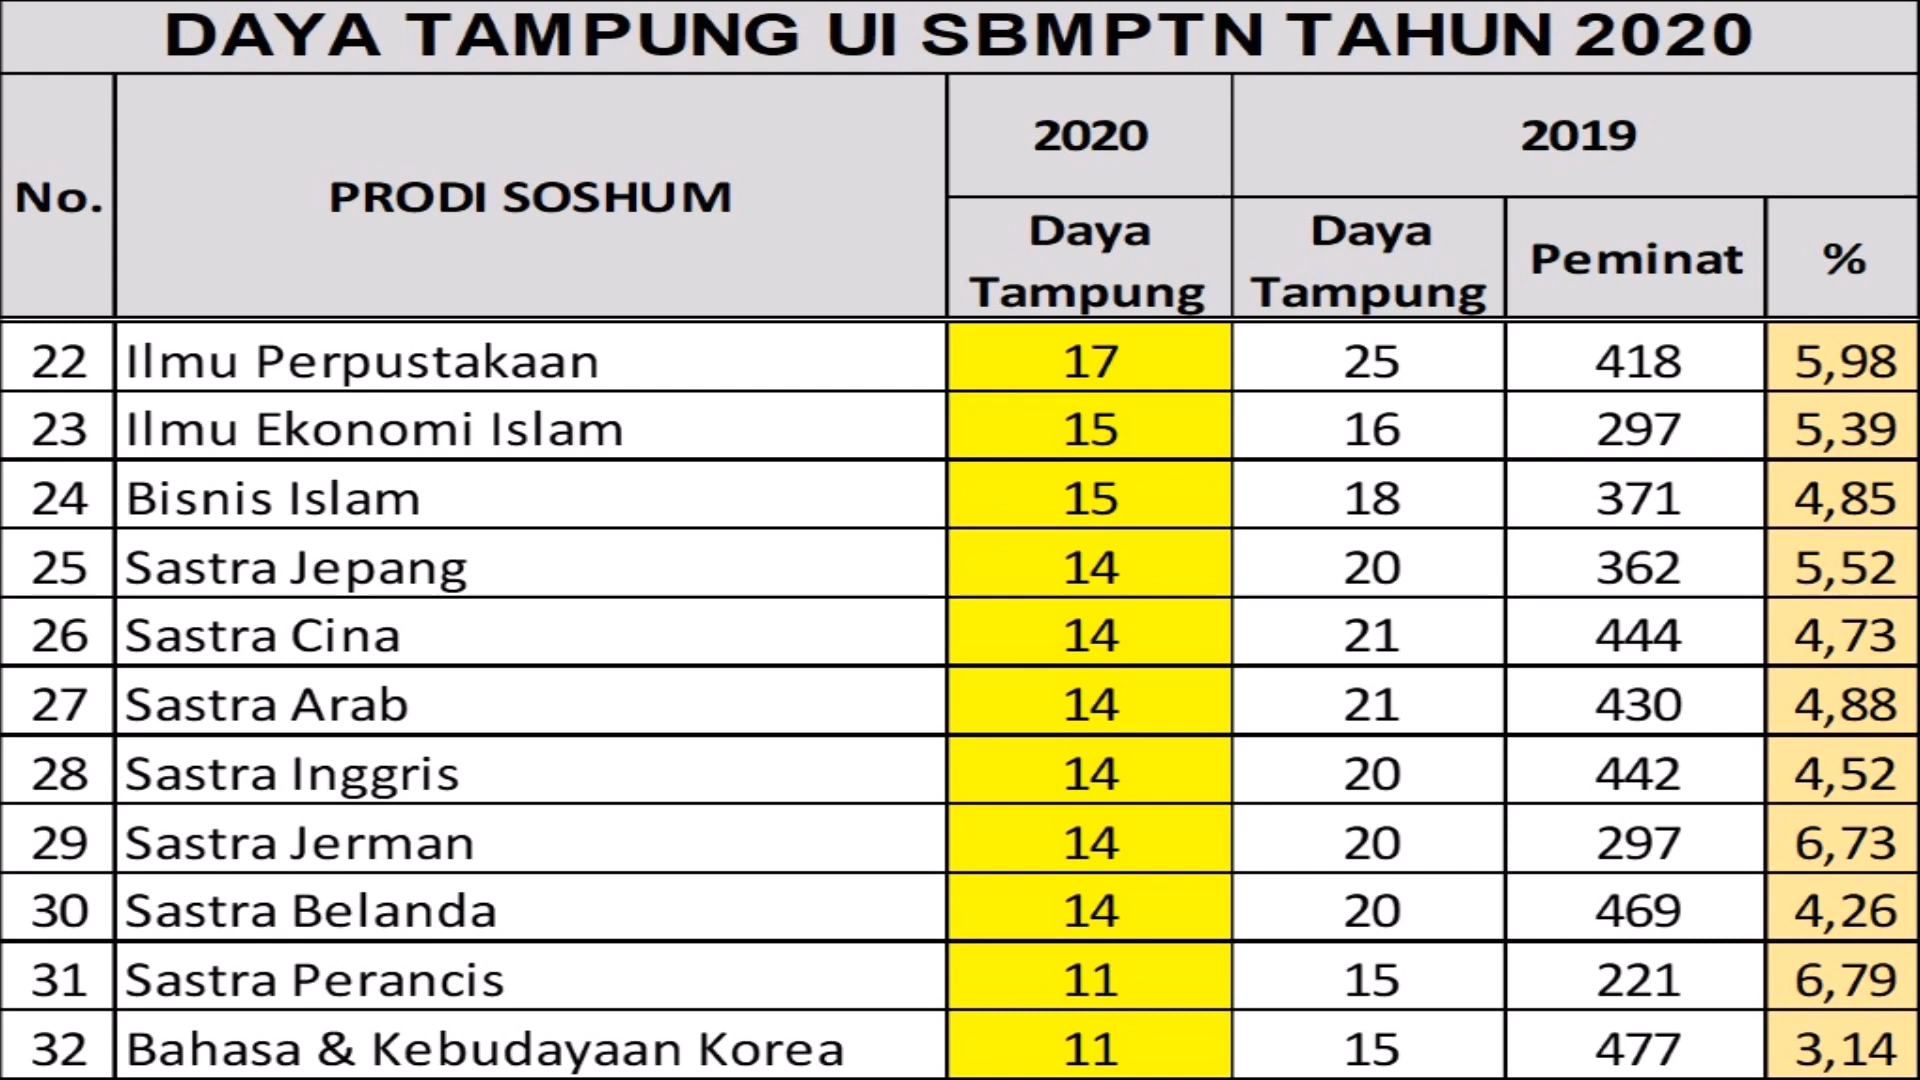 DAYA TAMPUNG UI SBMPTN TAHUN 2020
No. PRODI SOSHUM 2020 2019
Daya Tampung Daya Tampung Peminat %
22 Ilmu Perpustakaan 17 25 418 5,98
23 Ilmu Ekonomi Islam 15 16 297 5,39
24 Bisnis Islam 15 18 371 4,85
25 Sastra Jepang 14 20 362 5,52
26 Sastra Cina 14 21 444 4,73
27 Sastra Arab 14 21 430 4,88
28 Sastra Inggris 14 20 442 4,52
29 Sastra Jerman 14 20 297 6,73
30 Sastra Belanda 14 20 469 4,26
31 Sastra Perancis 11 15 221 6,79
32 Bahasa & Kebudayaan Korea 11 15 477 3,14